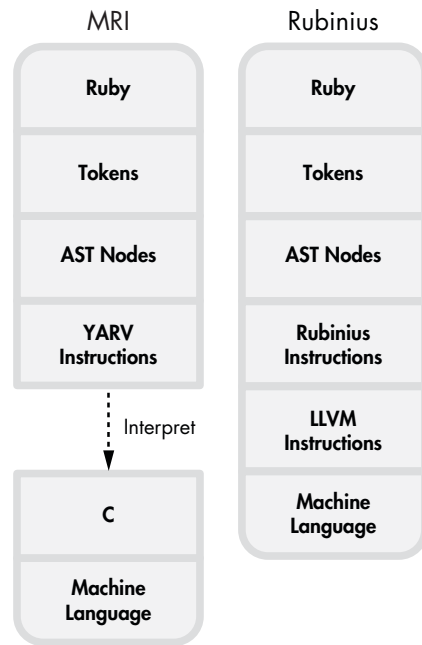 MRI
Ruby
Tokens
AST Nodes
YARV
Instructions
Interpret
C
Machine
Language
Rubinius
Ruby
Tokens
AST Nodes
Rubinius
Instructions
LLVM
Instructions
Machine
Language